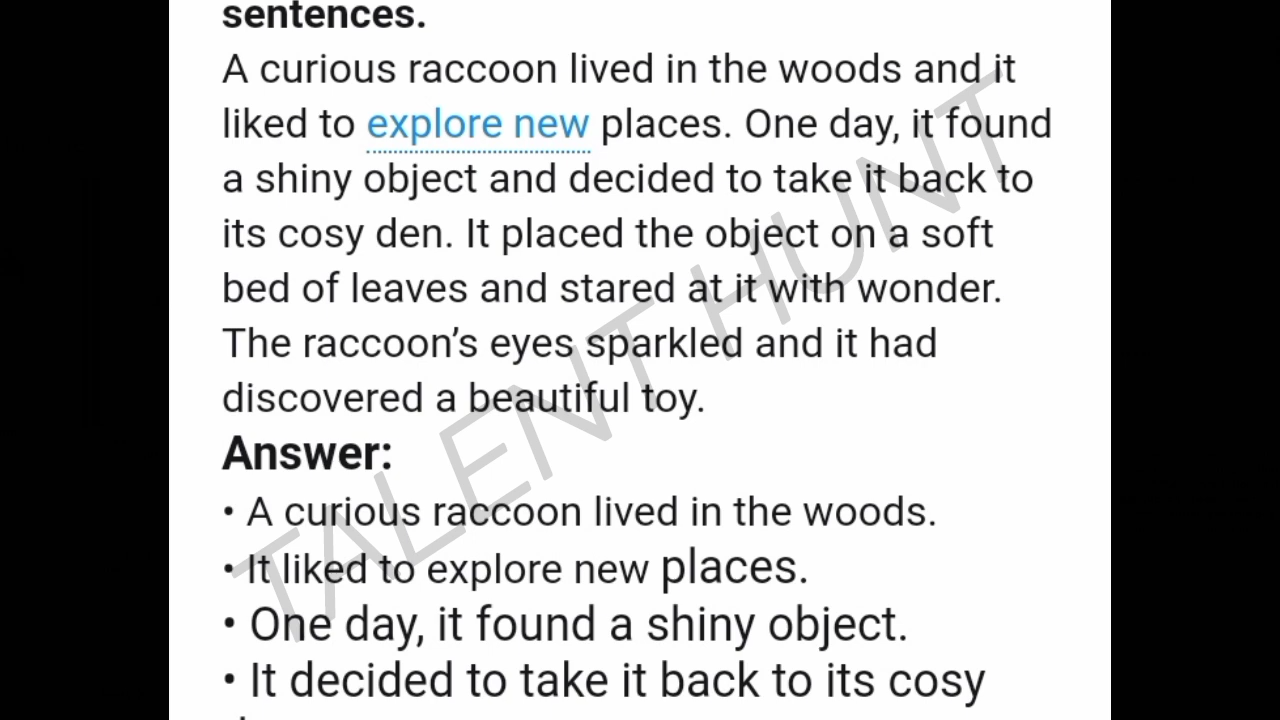 sentences.
A curious raccoon lived in the woods and it
liked to explore new places. One day, it found
a shiny object and decided to take it back to
its cosy den. It placed the object on a soft
bed of leaves and stared at it with wonder.
The raccoon’s eyes sparkled and it had
discovered a beautiful toy.
Answer:
• A curious raccoon lived in the woods.
• It liked to explore new places.
• One day, it found a shiny object.
• It decided to take it back to its cosy
TALENT HUNT